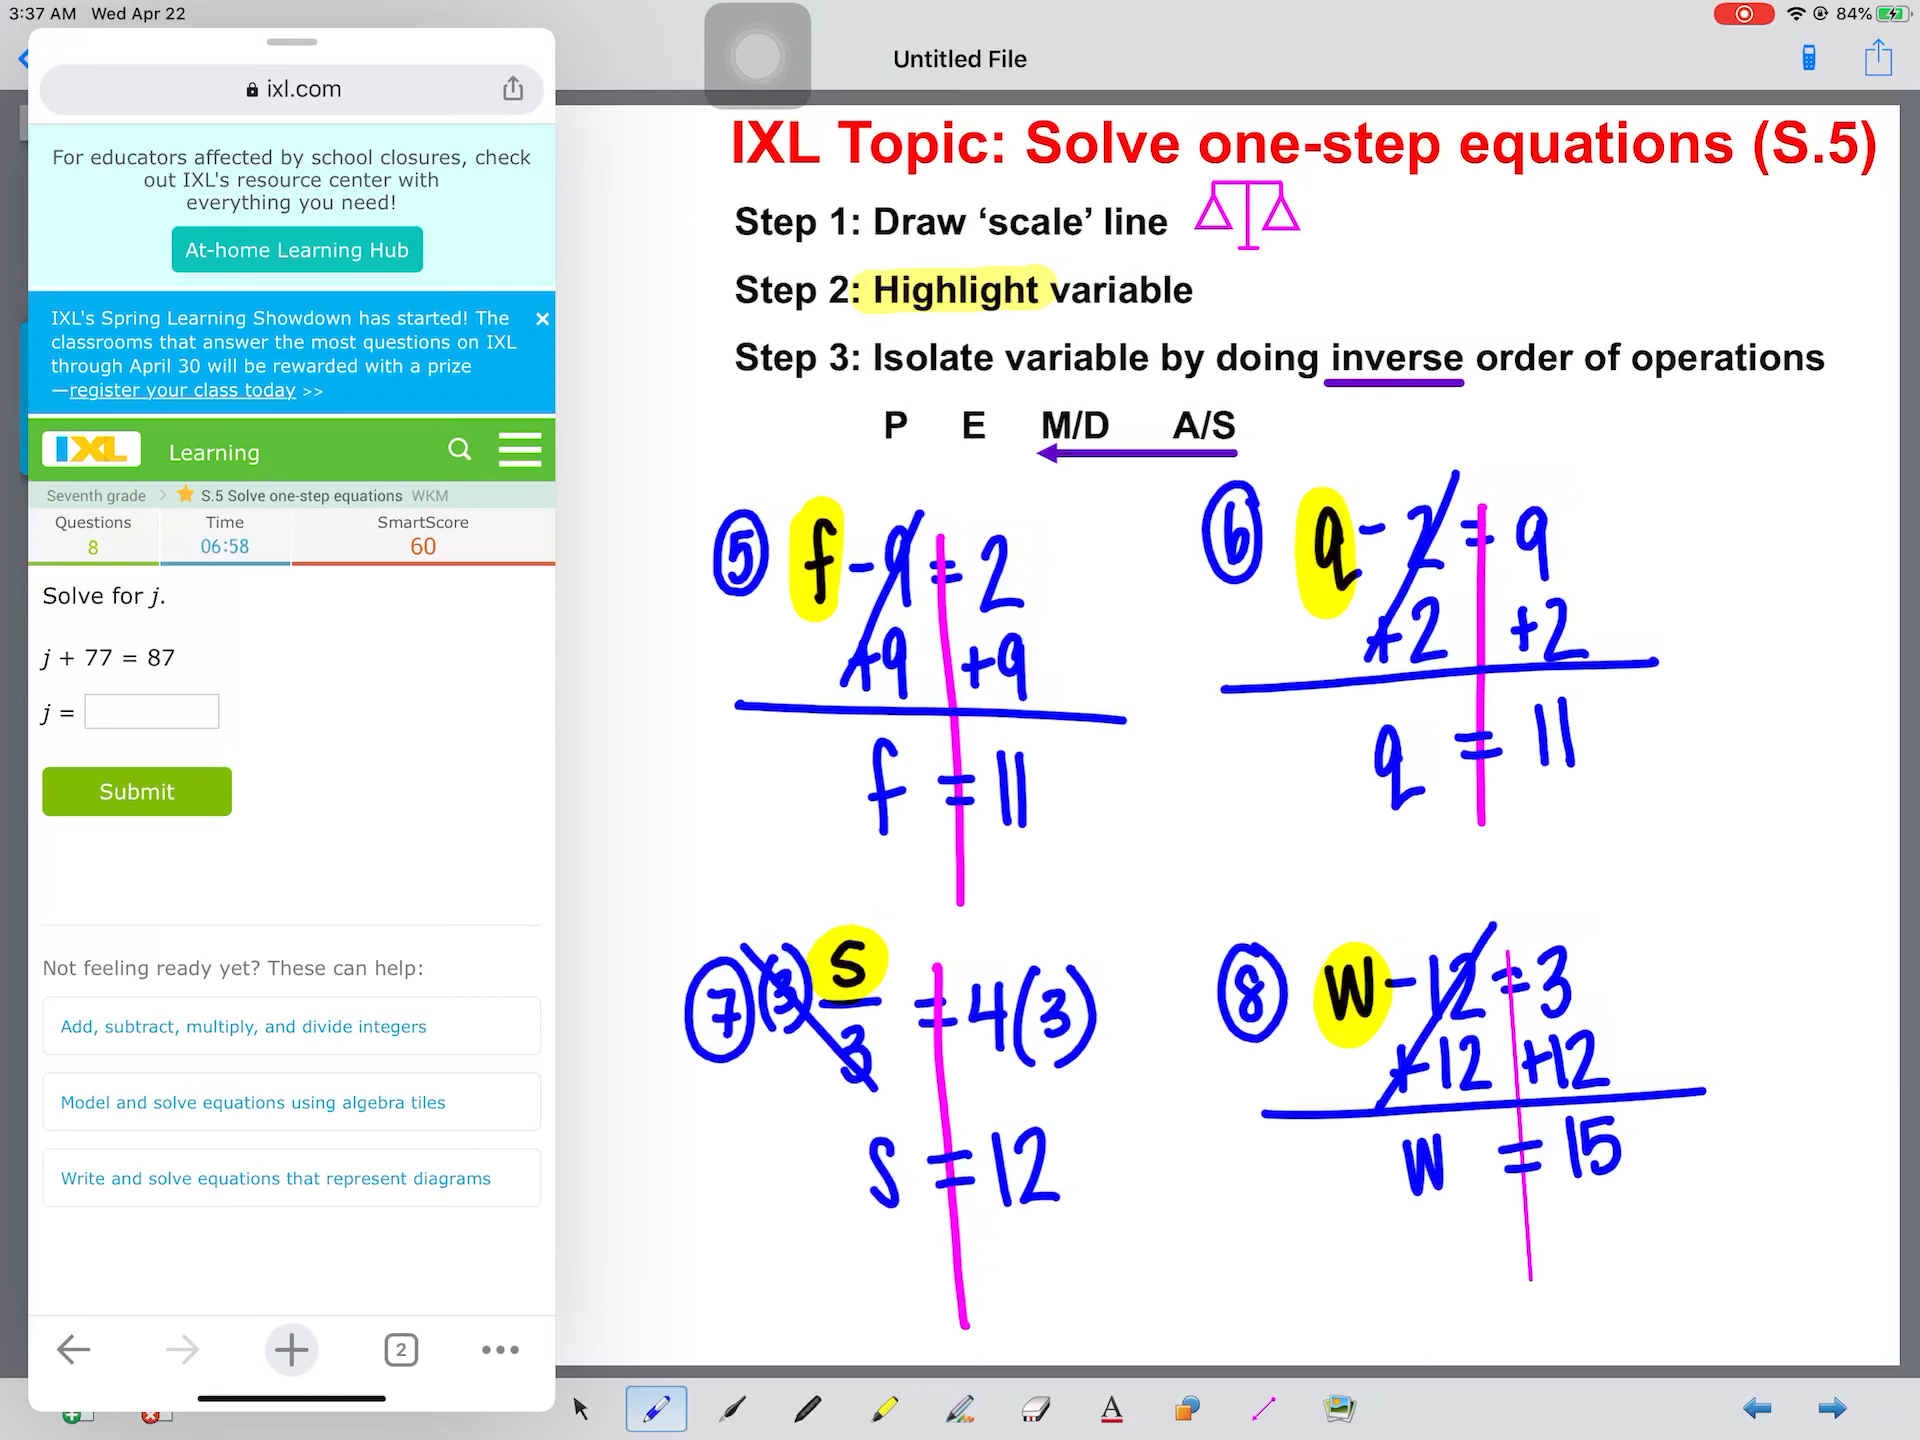 3:37 AM Wed Apr 22
84%
Untitled File
ixl.com
For educators affected by school closures, check
out IXL's resource center with
everything you need!
At-home Learning Hub
IXL's Spring Learning Showdown has started! The
classrooms that answer the most questions on IXL
through April 30 will be rewarded with a prize
—register your class today >>
IXL Learning
Seventh grade > S.5 Solve one-step equations WKM
Questions Time SmartScore
8 06:58 60
Solve for j.
j + 77 = 87
j =
Submit
Not feeling ready yet? These can help:
Add, subtract, multiply, and divide integers
Model and solve equations using algebra tiles
Write and solve equations that represent diagrams
2
IXL Topic: Solve one-step equations (S.5)
Step 1: Draw ‘scale’ line
Step 2: Highlight variable
Step 3: Isolate variable by doing inverse order of operations
P E M/D A/S
5 f - 9 = 2
+9 +9
f = 11
6 q - 2 = 9
+2 +2
q = 11
7 (3) S = 4(3)
3
S = 12
8 W - 12 = 3
+12 +12
W = 15
A